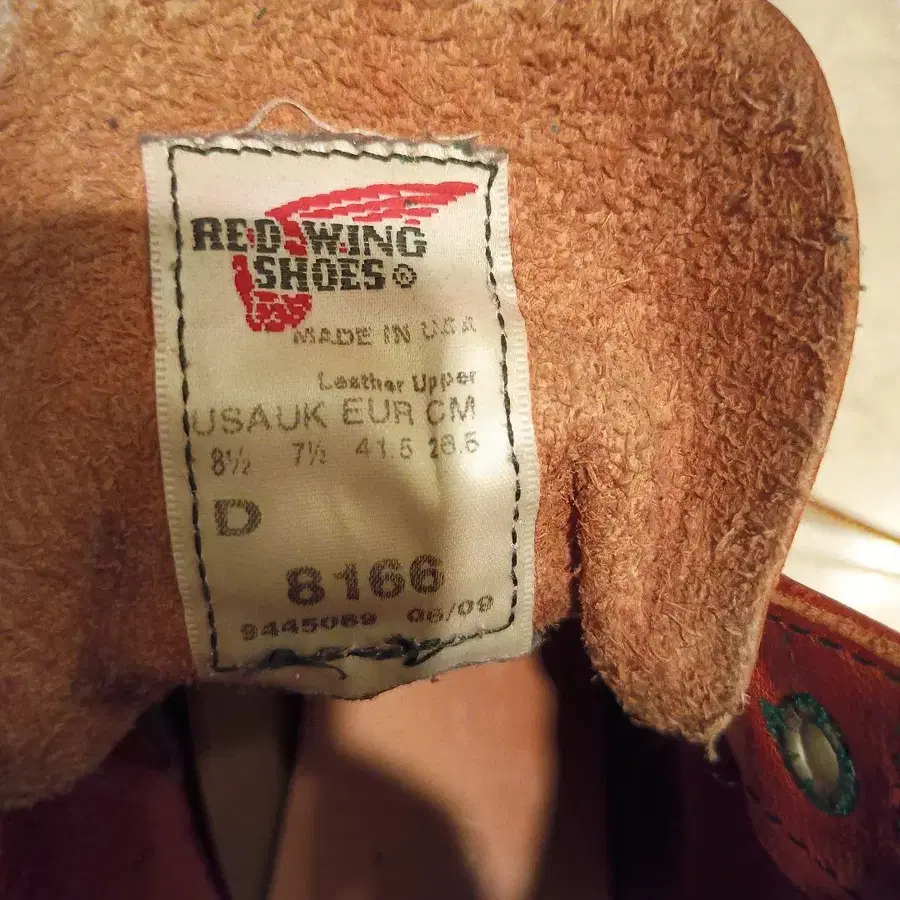 RED WING
SHOES®
MADE IN USA
Leather Upper
USA UK EUR CM
8½ 7½ 41.5 26.5
D
8166
9445069 06/09